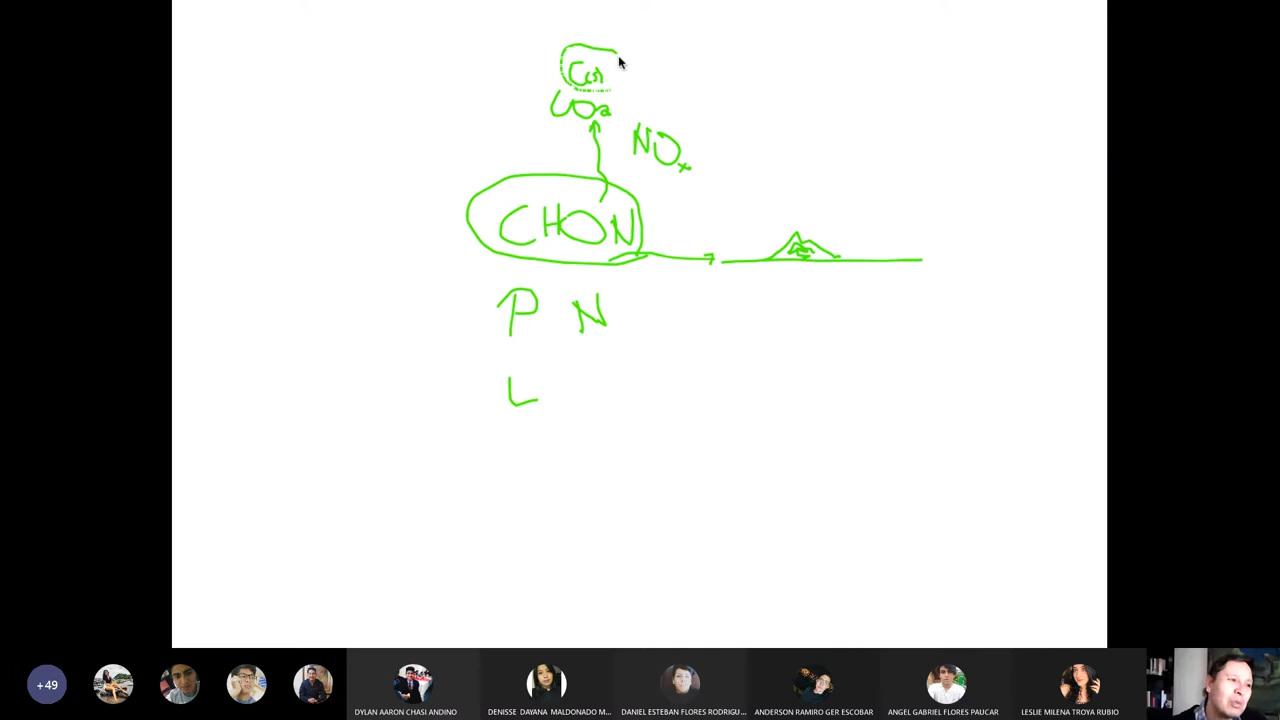 C(s)
CO2
NOx
CHON
P N
L
+49
DYLAN AARON CHASI ANDINO
DENISSE DAYANA MALDONADO M...
DANIEL ESTEBAN FLORES RODRIGU...
ANDERSON RAMIRO GER ESCOBAR
ANGEL GABRIEL FLORES PAUCAR
LESLIE MILENA TROYA RUBIO